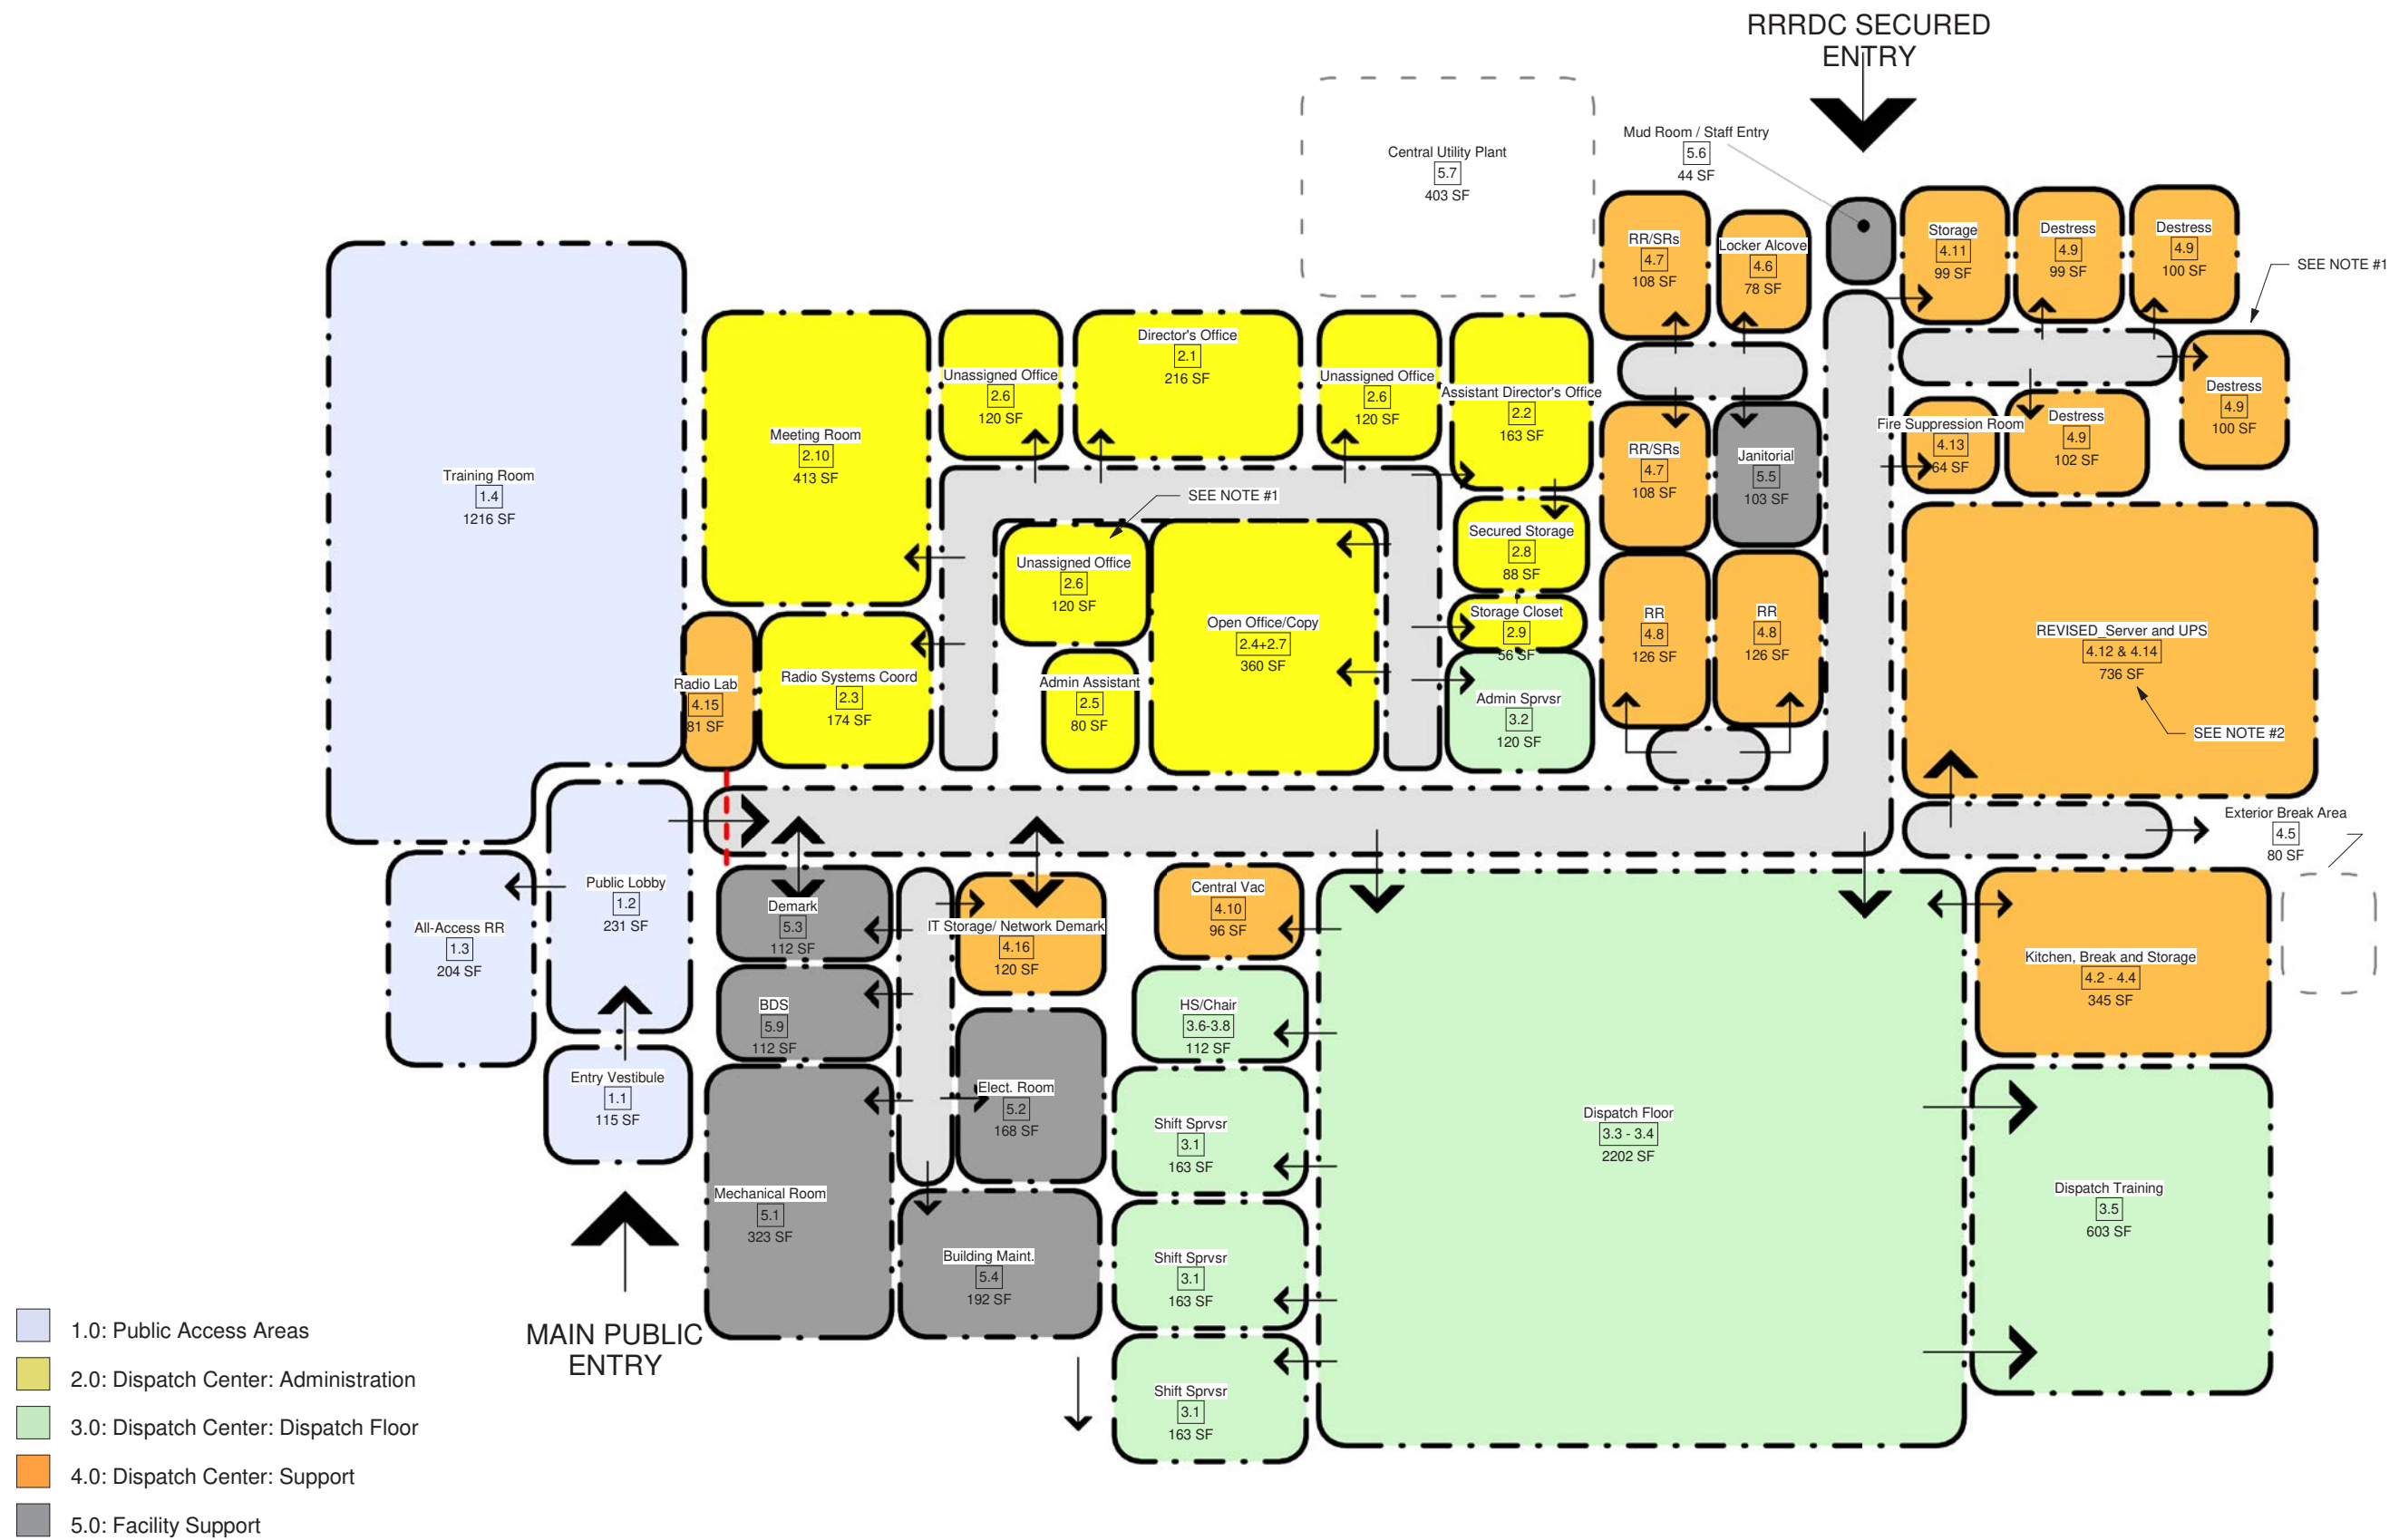 RRRDC SECURED
ENTRY
Mud Room / Staff Entry
5.6
44 SF
Central Utility Plant
5.7
403 SF
RR/SRs
4.7
108 SF
Locker Alcove
4.6
78 SF
Storage
4.11
99 SF
Destress
4.9
99 SF
Destress
4.9
100 SF
SEE NOTE #1
Training Room
1.4
1216 SF
Meeting Room
2.10
413 SF
Unassigned Office
2.6
120 SF
Director's Office
2.1
216 SF
Unassigned Office
2.6
120 SF
Assistant Director's Office
2.2
163 SF
RR/SRs
4.7
108 SF
Janitorial
5.5
103 SF
Fire Suppression Room
4.13
64 SF
Destress
4.9
102 SF
Destress
4.9
100 SF
SEE NOTE #1
Unassigned Office
2.6
120 SF
Secured Storage
2.8
88 SF
Storage Closet
2.9
56 SF
Open Office/Copy
2.4+2.7
360 SF
RR
4.8
126 SF
RR
4.8
126 SF
REVISED_Server and UPS
4.12 & 4.14
736 SF
SEE NOTE #2
Radio Lab
4.15
81 SF
Radio Systems Coord
2.3
174 SF
Admin Assistant
2.5
80 SF
Admin Sprvsr
3.2
120 SF
Exterior Break Area
4.5
80 SF
All-Access RR
1.3
204 SF
Public Lobby
1.2
231 SF
Demark
5.3
112 SF
IT Storage/ Network Demark
4.16
120 SF
Central Vac
4.10
96 SF
Kitchen, Break and Storage
4.2 - 4.4
345 SF
BDS
5.9
112 SF
HS/Chair
3.6-3.8
112 SF
Entry Vestibule
1.1
115 SF
Elect. Room
5.2
168 SF
Shift Sprvsr
3.1
163 SF
Dispatch Floor
3.3 - 3.4
2202 SF
Dispatch Training
3.5
603 SF
Mechanical Room
5.1
323 SF
Building Maint.
5.4
192 SF
Shift Sprvsr
3.1
163 SF
Shift Sprvsr
3.1
163 SF
MAIN PUBLIC
ENTRY
1.0: Public Access Areas
2.0: Dispatch Center: Administration
3.0: Dispatch Center: Dispatch Floor
4.0: Dispatch Center: Support
5.0: Facility Support